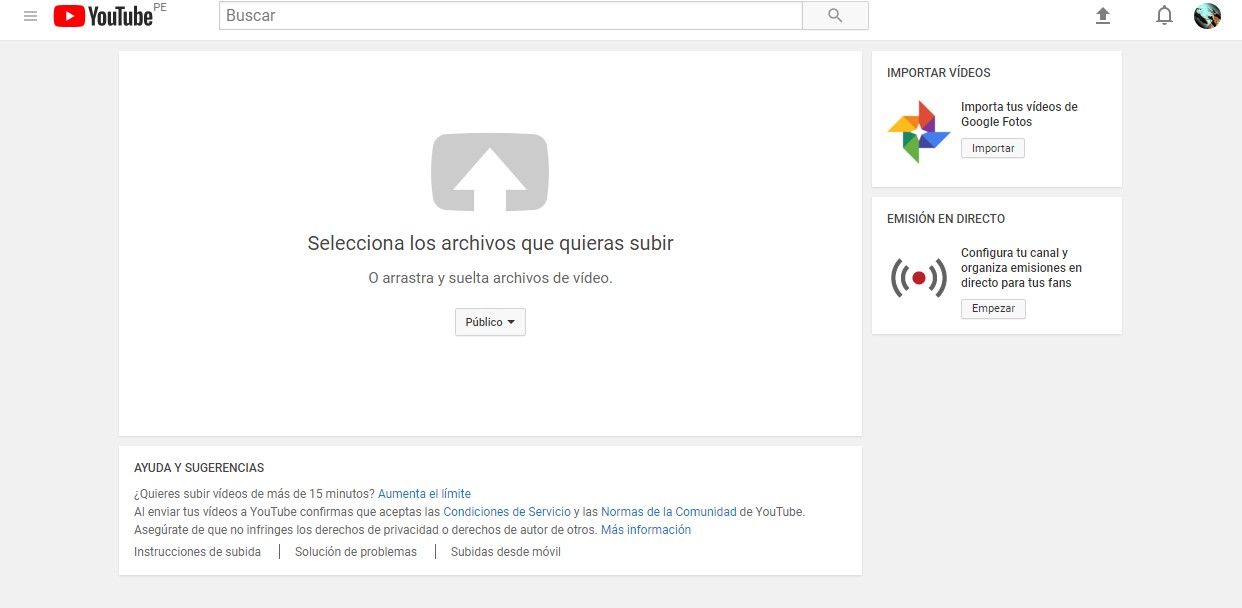 YouTube PE
Buscar
Selecciona los archivos que quieras subir
O arrastra y suelta archivos de vídeo.
Público
IMPORTAR VÍDEOS
Importa tus vídeos de
Google Fotos
Importar
EMISIÓN EN DIRECTO
Configura tu canal y
organiza emisiones en
directo para tus fans
Empezar
AYUDA Y SUGERENCIAS
¿Quieres subir vídeos de más de 15 minutos? Aumenta el límite
Al enviar tus vídeos a YouTube confirmas que aceptas las Condiciones de Servicio y las Normas de la Comunidad de YouTube.
Asegúrate de que no infringes los derechos de privacidad o derechos de autor de otros. Más información
Instrucciones de subida | Solución de problemas | Subidas desde móvil